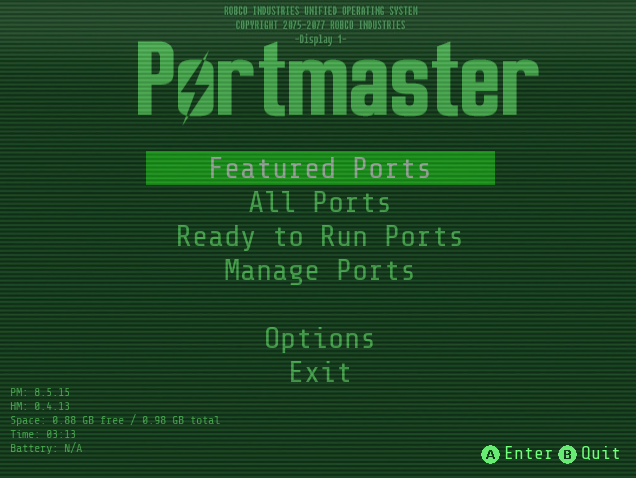 ROBCO INDUSTRIES UNIFIED OPERATING SYSTEM
COPYRIGHT 2075-2077 ROBCO INDUSTRIES
-Display 1-
Portmaster
Featured Ports
All Ports
Ready to Run Ports
Manage Ports
Options
Exit
PM: 8.5.15
HM: 0.4.13
Space: 0.88 GB free / 0.98 GB total
Time: 03:13
Battery: N/A
A Enter B Quit